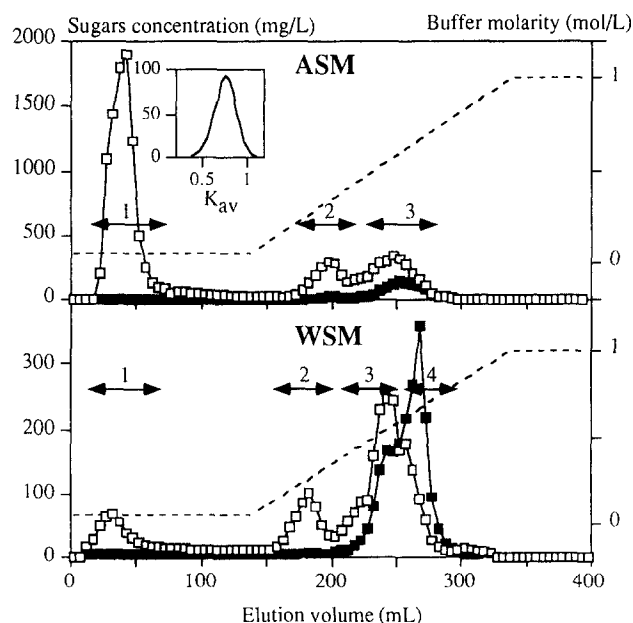 Sugars concentration (mg/L) Buffer molarity (mol/L)
2000
1500
1000
500
0
ASM
100
50
0
0.5 1
Kav
1
0
1 2 3
WSM
300
200
100
0
1 2 3 4
1
0
0 100 200 300 400
Elution volume (mL)